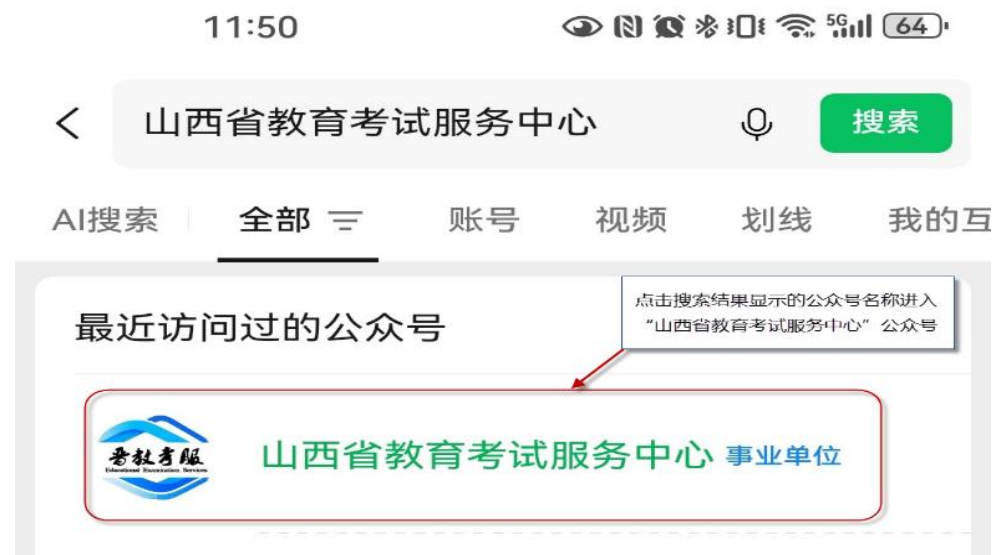 11:50 5G 64
山西省教育考试服务中心 搜索
AI搜索 全部 账号 视频 划线 我的互
点击搜索结果显示的公众号名称进入
“山西省教育考试服务中心”公众号
最近访问过的公众号
晋教考服
Educational Examination Services
山西省教育考试服务中心 事业单位